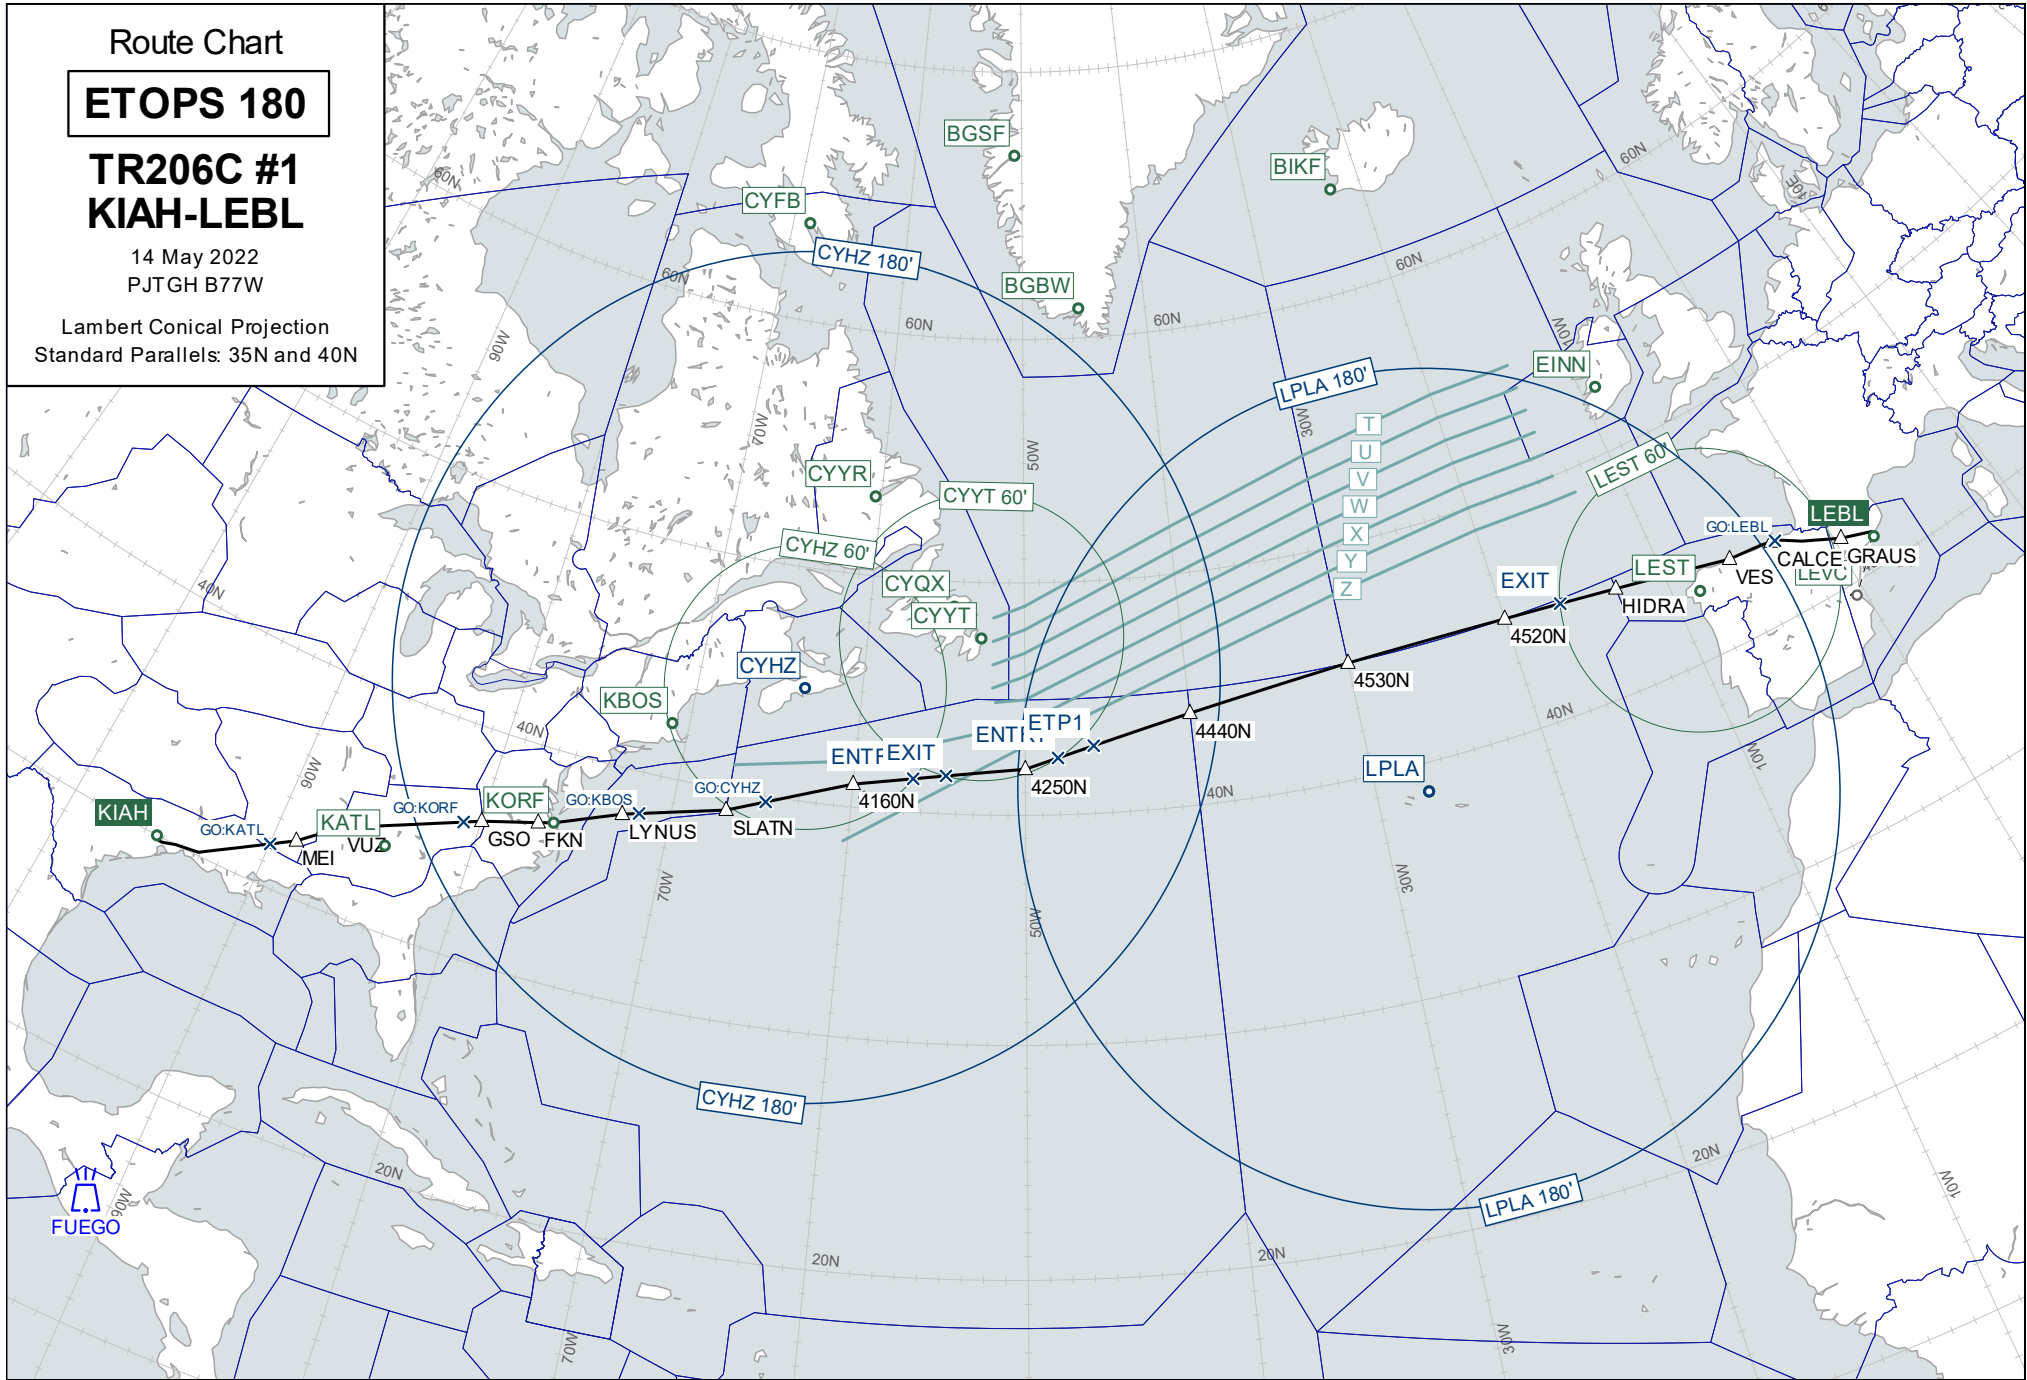 Route Chart
ETOPS 180
TR206C #1
KIAH-LEBL
14 May 2022
PJTGH B77W
Lambert Conical Projection
Standard Parallels: 35N and 40N
60N
10E
60N
BGSF
BIKF
CYFB
CYHZ 180'
60N
60N
60N
60N
BGBW
90W
10W
LPLA 180'
EINN
30W
70W
50W
T
U
V
W
X
Y
Z
CYYR
CYYT 60'
LEST 60'
CYHZ 60'
GO:LEBL
LEBL
CALCE
GRAUS
LEVC
VES
LEST
HIDRA
EXIT
4520N
4530N
CYQX
CYYT
40N
CYHZ
KBOS
40N
40N
40N
90W
10W
ENTR
EXIT
ETP1
4440N
4250N
4160N
LPLA
GO:CYHZ
SLATN
GO:KBOS
LYNUS
KORF
FKN
GSO
GO:KORF
KATL
VUZ
GO:KATL
MEI
KIAH
70W
50W
30W
CYHZ 180'
LPLA 180'
20N
20N
20N
20N
90W
10W
FUEGO
70W
30W